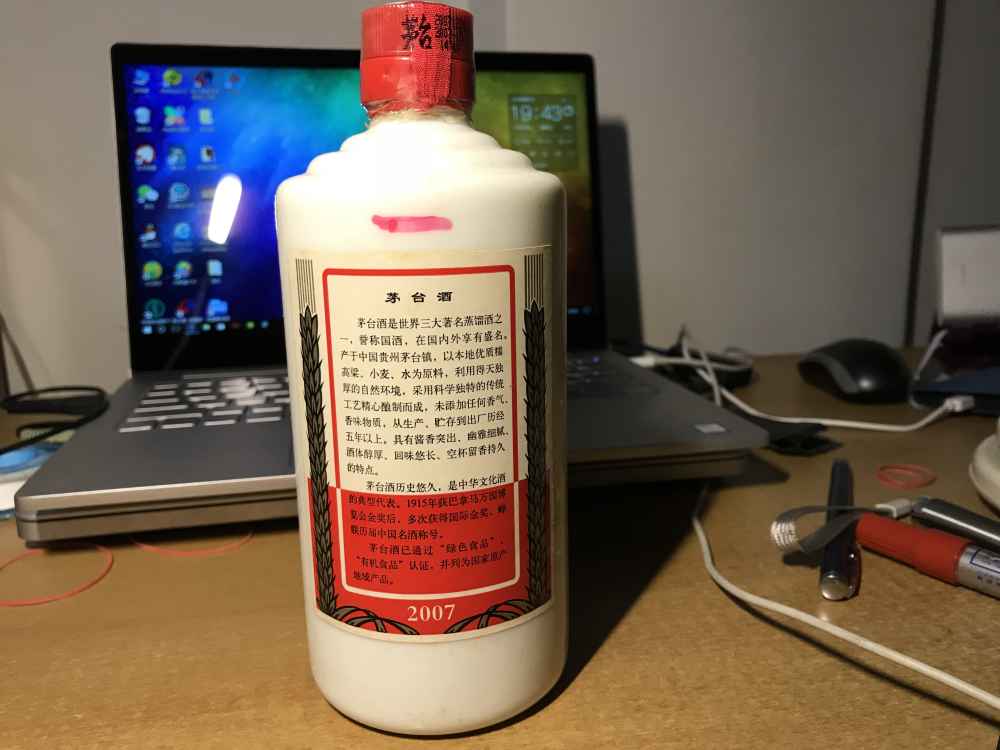 茅台
19:43
茅台酒
茅台酒是世界三大著名蒸馏酒之
一，誉称国酒，在国内外享有盛名。
产于中国贵州茅台镇，以本地优质糯
高粱、小麦、水为原料，利用得天独
厚的自然环境，采用科学独特的传统
工艺精心酿制而成，未添加任何香气、
香味物质，从生产、贮存到出厂历经
五年以上。具有酱香突出、幽雅细腻、
酒体醇厚、回味悠长、空杯留香持久
的特点。
茅台酒历史悠久，是中华文化酒
的典型代表。1915年获巴拿马万国博
览会金奖后，多次获得国际金奖、蝉
联历届中国名酒称号。
茅台酒已通过“绿色食品”、
“有机食品”认证，并列为国家原产
地域产品。
2007